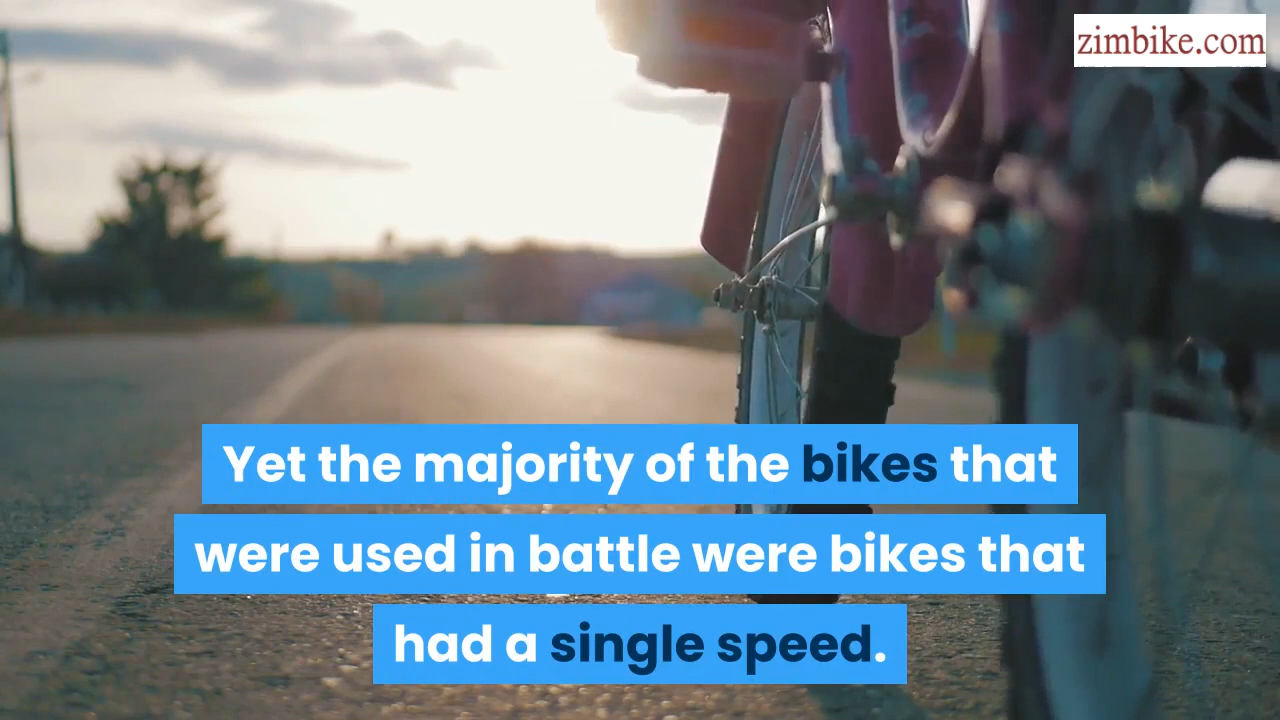 zimbike.com
Yet the majority of the bikes that
were used in battle were bikes that
had a single speed.